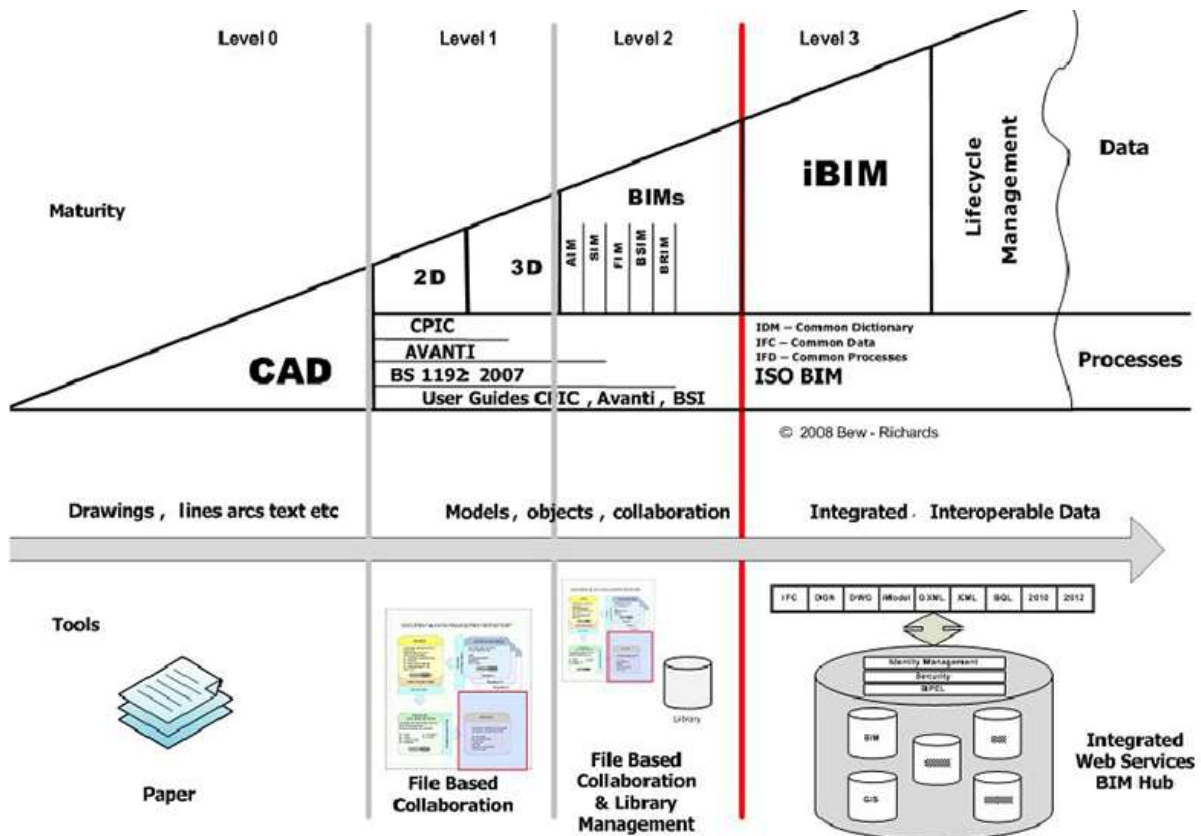 Level 0
Level 1
Level 2
Level 3
Maturity
CAD
2D
3D
BIMs
AIM
SIM
FIM
BSIM
BRIM
iBIM
Lifecycle
Management
Data
CPIC
AVANTI
BS 1192: 2007
User Guides CPIC , Avanti , BSI
IDM – Common Dictionary
IFC – Common Data
IFD – Common Processes
ISO BIM
Processes
© 2008 Bew - Richards
Drawings , lines arcs text etc
Models , objects , collaboration
Integrated , Interoperable Data
Tools
Paper
File Based
Collaboration
Library
File Based
Collaboration
& Library
Management
IFC
DGN
DWG
iModel
GXML
XML
SQL
2010
2012
Identity Management
Security
BPEL
BIM
GIS
Integrated
Web Services
BIM Hub